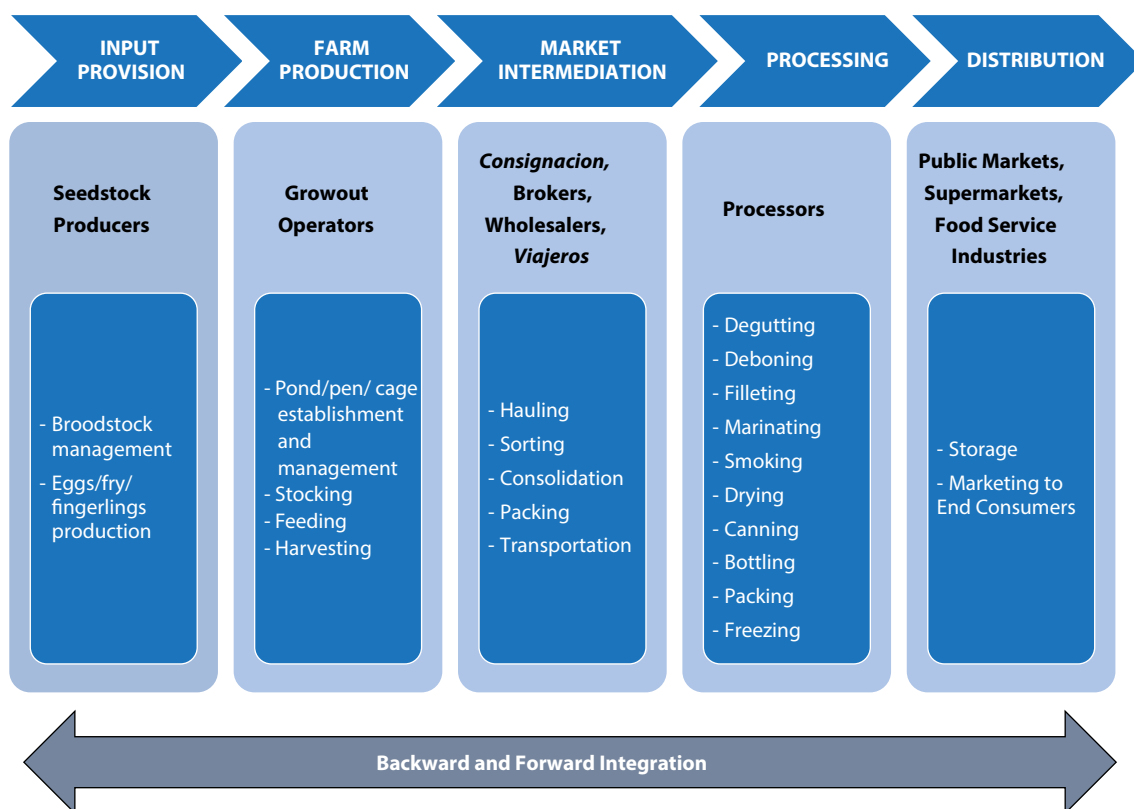 INPUT
PROVISION
FARM
PRODUCTION
MARKET
INTERMEDIATION
PROCESSING
DISTRIBUTION
Seedstock
Producers
Growout
Operators
Consignacion,
Brokers,
Wholesalers,
Viajeros
Processors
Public Markets,
Supermarkets,
Food Service
Industries
- Broodstock
management
- Eggs/fry/
fingerlings
production
- Pond/pen/ cage
establishment
and
management
- Stocking
- Feeding
- Harvesting
- Hauling
- Sorting
- Consolidation
- Packing
- Transportation
- Degutting
- Deboning
- Filleting
- Marinating
- Smoking
- Drying
- Canning
- Bottling
- Packing
- Freezing
- Storage
- Marketing to
End Consumers
Backward and Forward Integration